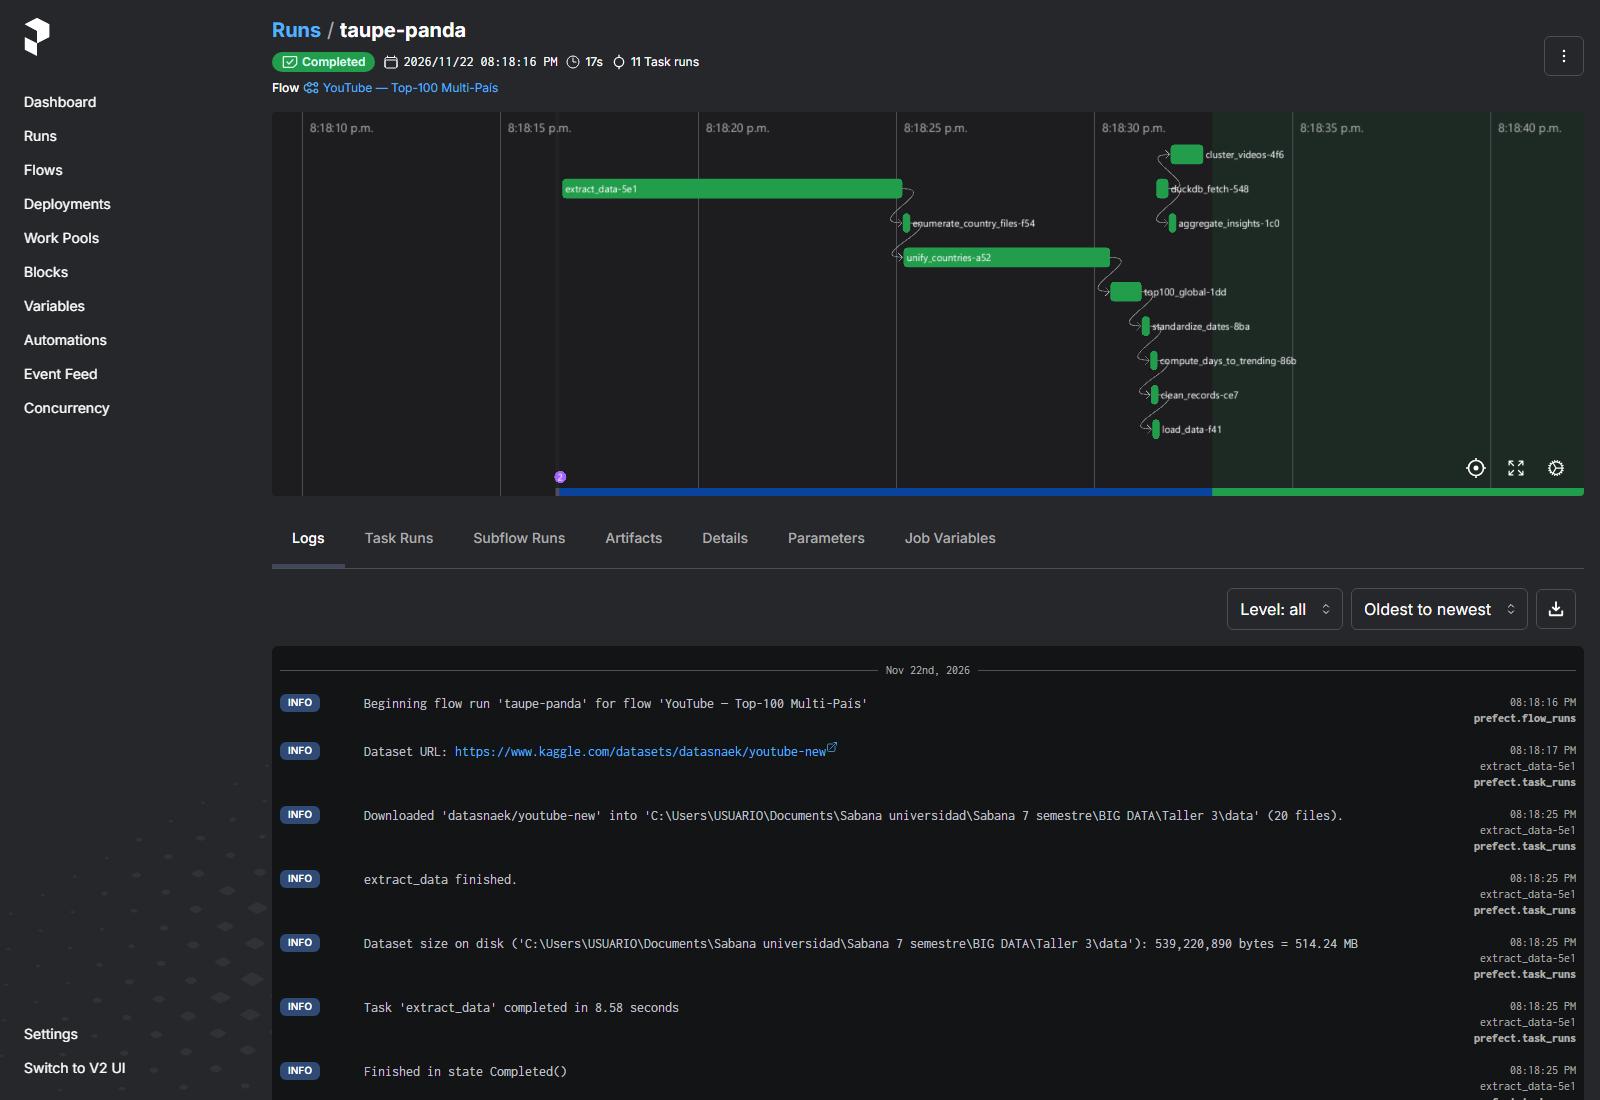 Runs / taupe-panda
Completed 2026/11/22 08:18:16 PM 17s 11 Task runs
Flow YouTube — Top-100 Multi-País
Dashboard
Runs
Flows
Deployments
Work Pools
Blocks
Variables
Automations
Event Feed
Concurrency
Settings
Switch to V2 UI
8:18:10 p.m. 8:18:15 p.m. 8:18:20 p.m. 8:18:25 p.m. 8:18:30 p.m. 8:18:35 p.m. 8:18:40 p.m.
cluster_videos-4f6
extract_data-5e1 duckdb_fetch-548
enumerate_country_files-f54 aggregate_insights-1c0
unify_countries-a52
top100_global-1dd
standardize_dates-8ba
compute_days_to_trending-86b
clean_records-ce7
load_data-f41
2
Logs Task Runs Subflow Runs Artifacts Details Parameters Job Variables
Level: all Oldest to newest
Nov 22nd, 2026
INFO Beginning flow run 'taupe-panda' for flow 'YouTube — Top-100 Multi-País' 08:18:16 PM
prefect.flow_runs
INFO Dataset URL: https://www.kaggle.com/datasets/datasnaek/youtube-new 08:18:17 PM
extract_data-5e1
prefect.task_runs
INFO Downloaded 'datasnaek/youtube-new' into 'C:\Users\USUARIO\Documents\Sabana universidad\Sabana 7 semestre\BIG DATA\Taller 3\data' (20 files). 08:18:25 PM
extract_data-5e1
prefect.task_runs
INFO extract_data finished. 08:18:25 PM
extract_data-5e1
prefect.task_runs
INFO Dataset size on disk ('C:\Users\USUARIO\Documents\Sabana universidad\Sabana 7 semestre\BIG DATA\Taller 3\data'): 539,220,890 bytes = 514.24 MB 08:18:25 PM
extract_data-5e1
prefect.task_runs
INFO Task 'extract_data' completed in 8.58 seconds 08:18:25 PM
extract_data-5e1
prefect.task_runs
INFO Finished in state Completed() 08:18:25 PM
extract_data-5e1